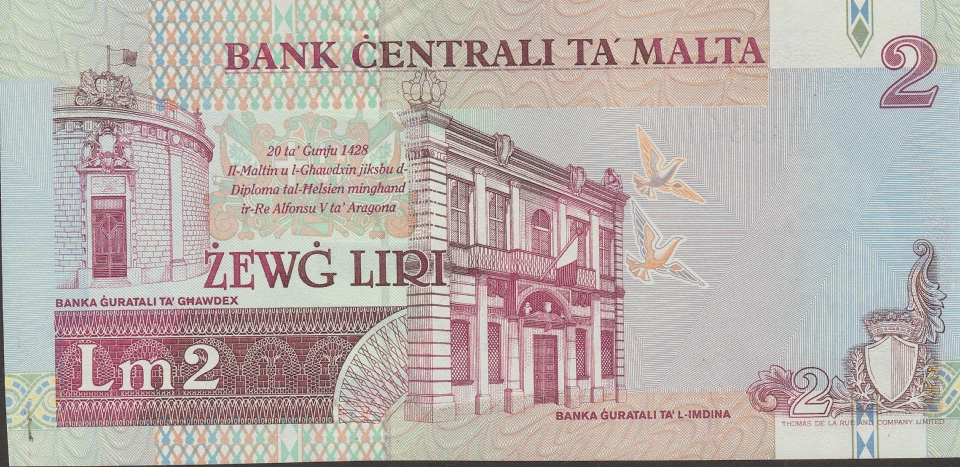 BANK ĊENTRALI TA' MALTA
2
20 ta' Ġunju 1428
Il-Maltin u l-Għawdxin jiksbu d-
Diploma tal-Ħelsien mingħand
ir-Re Alfonsu V ta' Aragona
ŻEWĠ LIRI
BANKA ĠURATALI TA' GĦAWDEX
Lm2
BANKA ĠURATALI TA' L-IMDINA
2
THOMAS DE LA RUE AND COMPANY LIMITED